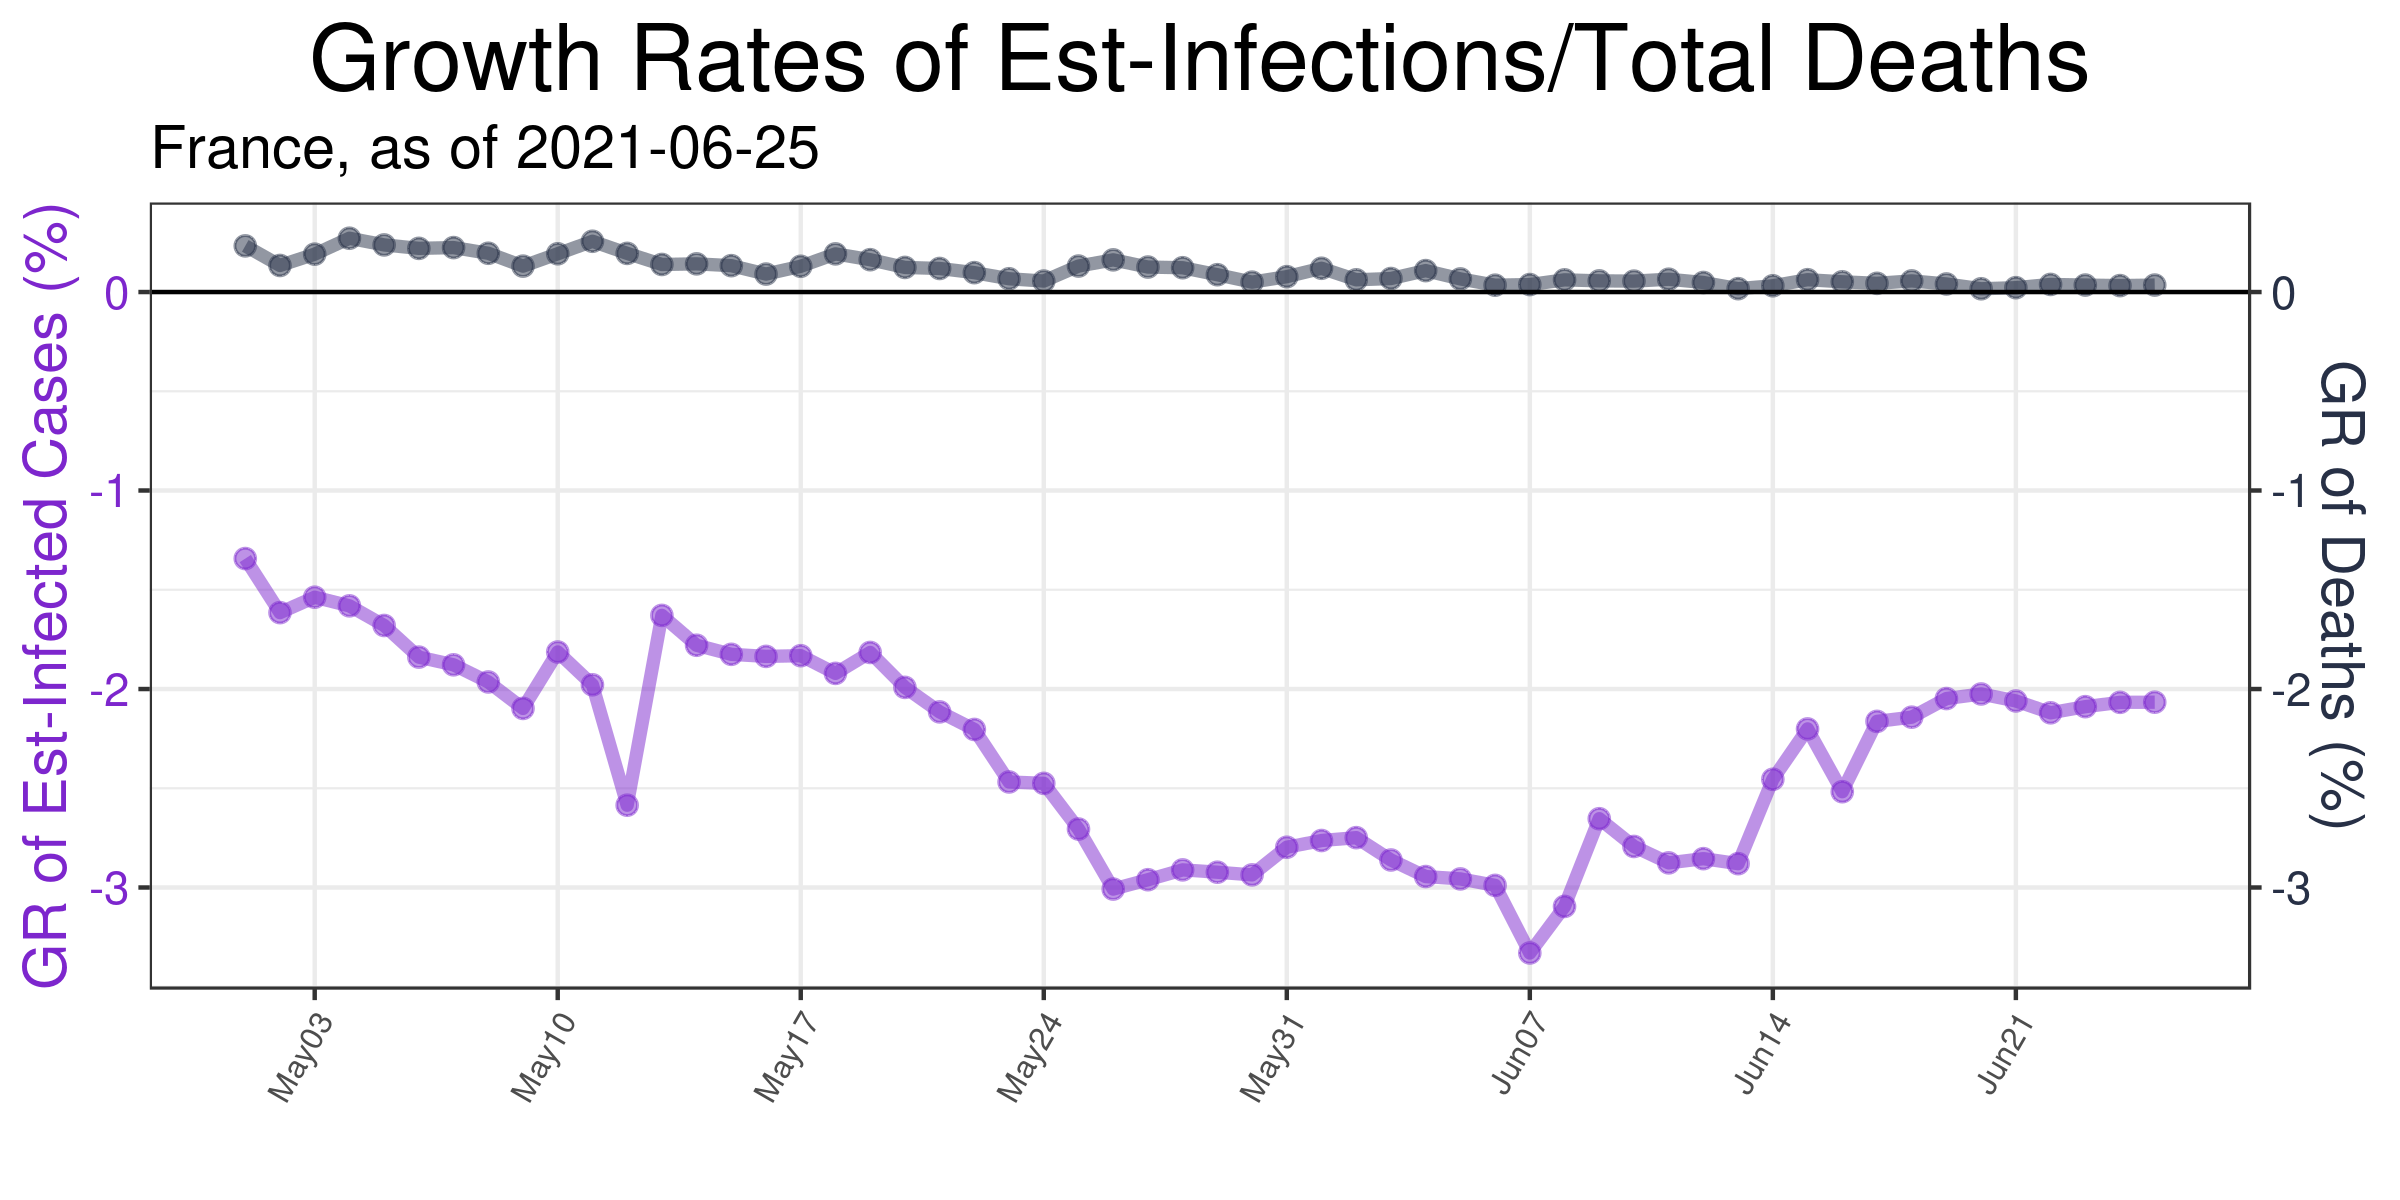 Growth Rates of Est-Infections/Total Deaths
France, as of 2021-06-25
GR of Est-Infected Cases (%)
0
-1
-2
-3
0
-1
-2
-3
GR of Deaths (%)
May03
May10
May17
May24
May31
Jun07
Jun14
Jun21